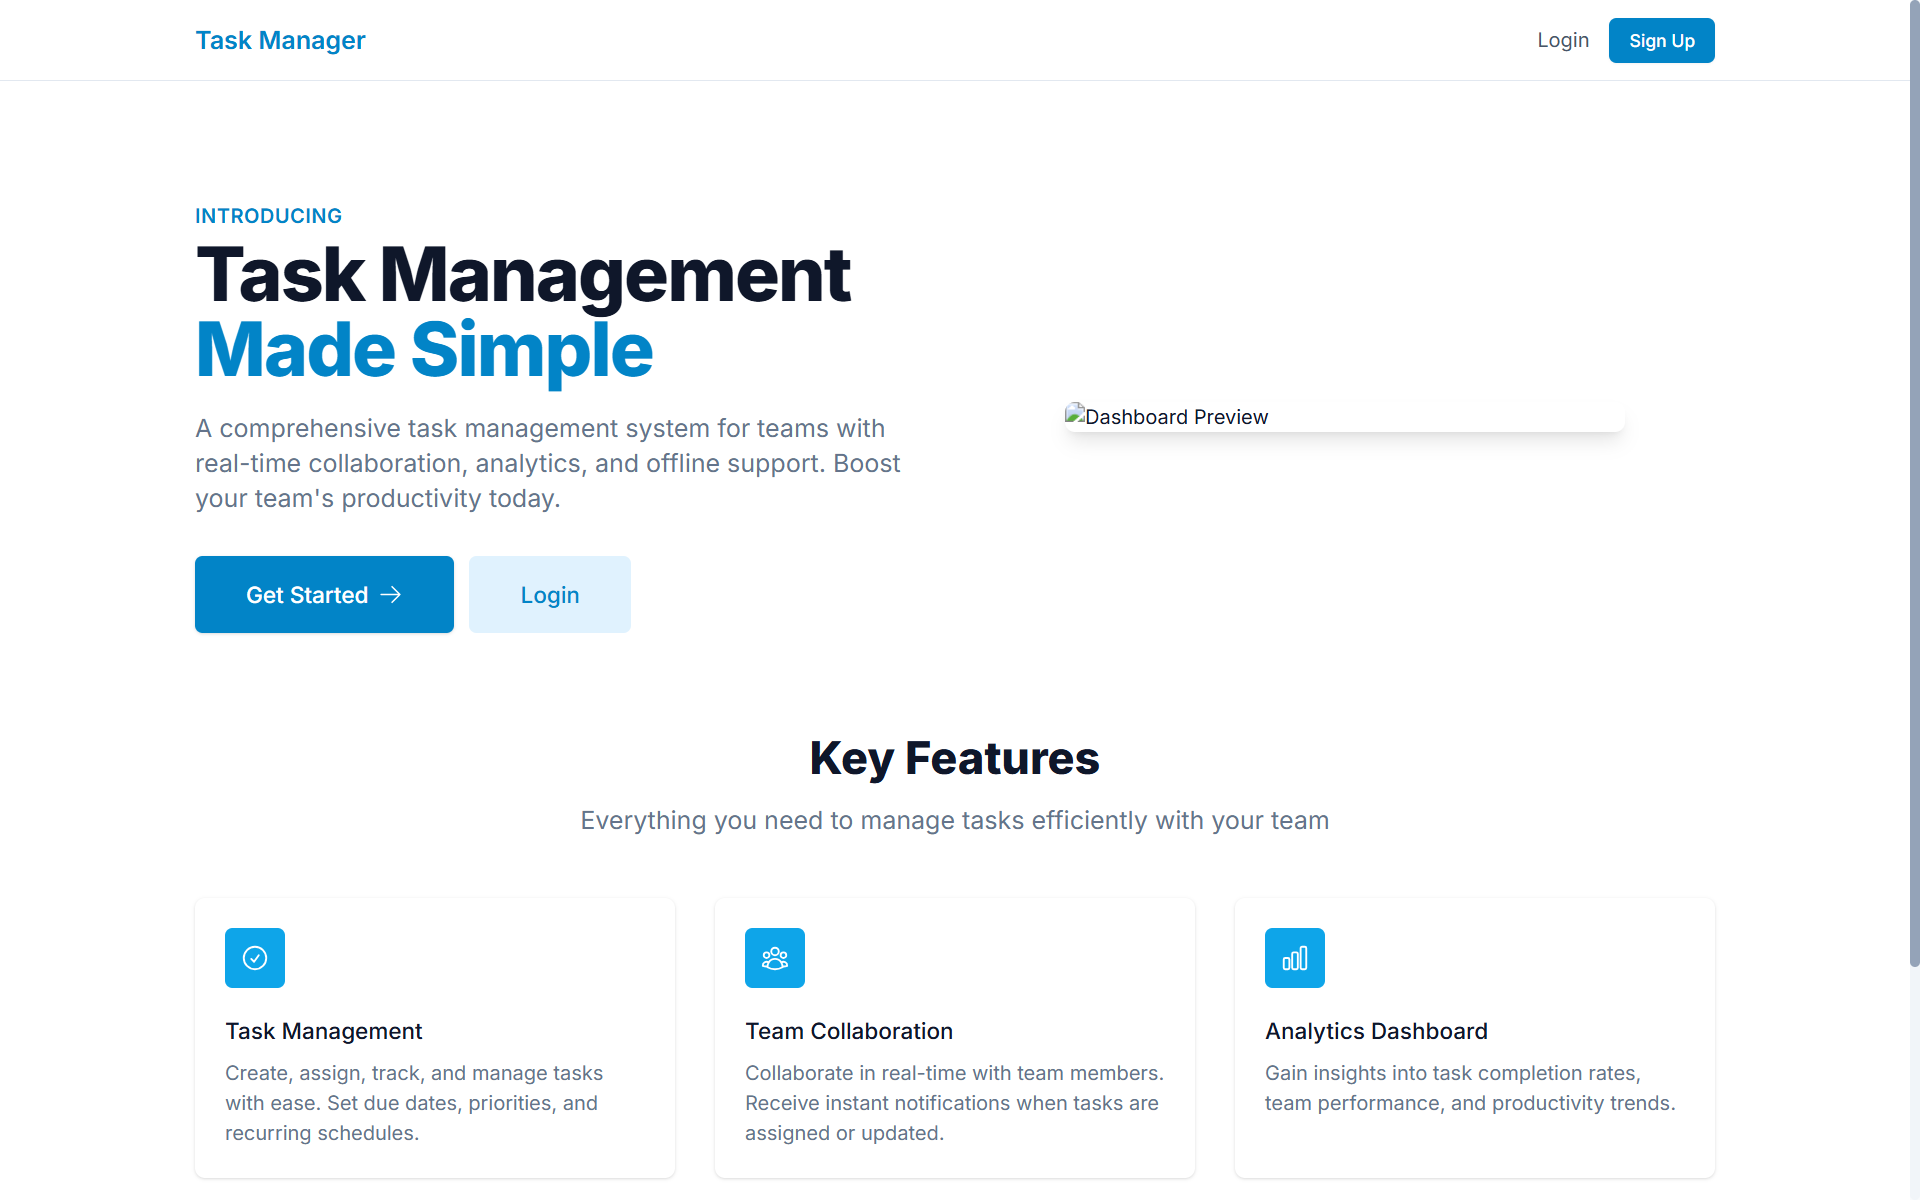 Task Manager
Login
Sign Up
INTRODUCING
Task Management
Made Simple
A comprehensive task management system for teams with
real-time collaboration, analytics, and offline support. Boost
your team's productivity today.
Get Started
Login
Dashboard Preview
Key Features
Everything you need to manage tasks efficiently with your team
Task Management
Create, assign, track, and manage tasks
with ease. Set due dates, priorities, and
recurring schedules.
Team Collaboration
Collaborate in real-time with team members.
Receive instant notifications when tasks are
assigned or updated.
Analytics Dashboard
Gain insights into task completion rates,
team performance, and productivity trends.